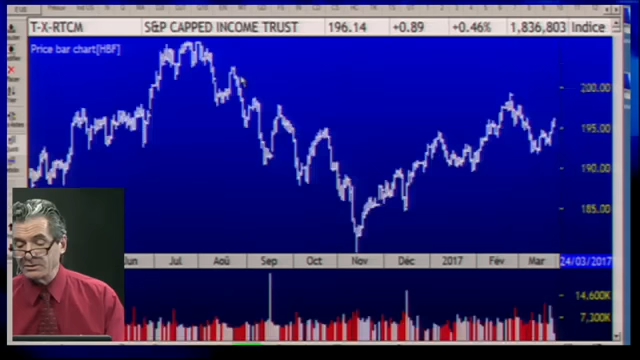 T-X-RTCM S&P CAPPED INCOME TRUST 196.14 +0.89 +0.46% 1,836,803 Indice
Price bar chart[HBF]
200.00
195.00
190.00
185.00
Jun Jul Aoû Sep Oct Nov Déc 2017 Fév Mar 24/03/2017
14,600K
7,300K